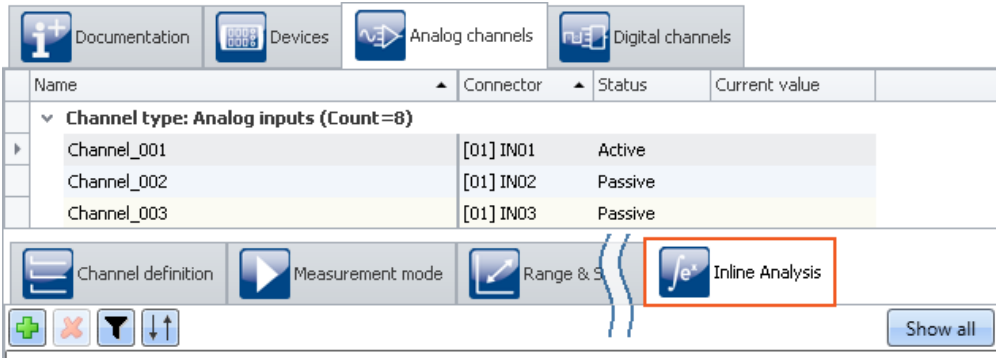 Documentation Devices Analog channels Digital channels
Name Connector Status Current value
Channel type: Analog inputs (Count=8)
Channel_001 [01] IN01 Active
Channel_002 [01] IN02 Passive
Channel_003 [01] IN03 Passive
Channel definition Measurement mode Range & S Inline Analysis
Show all